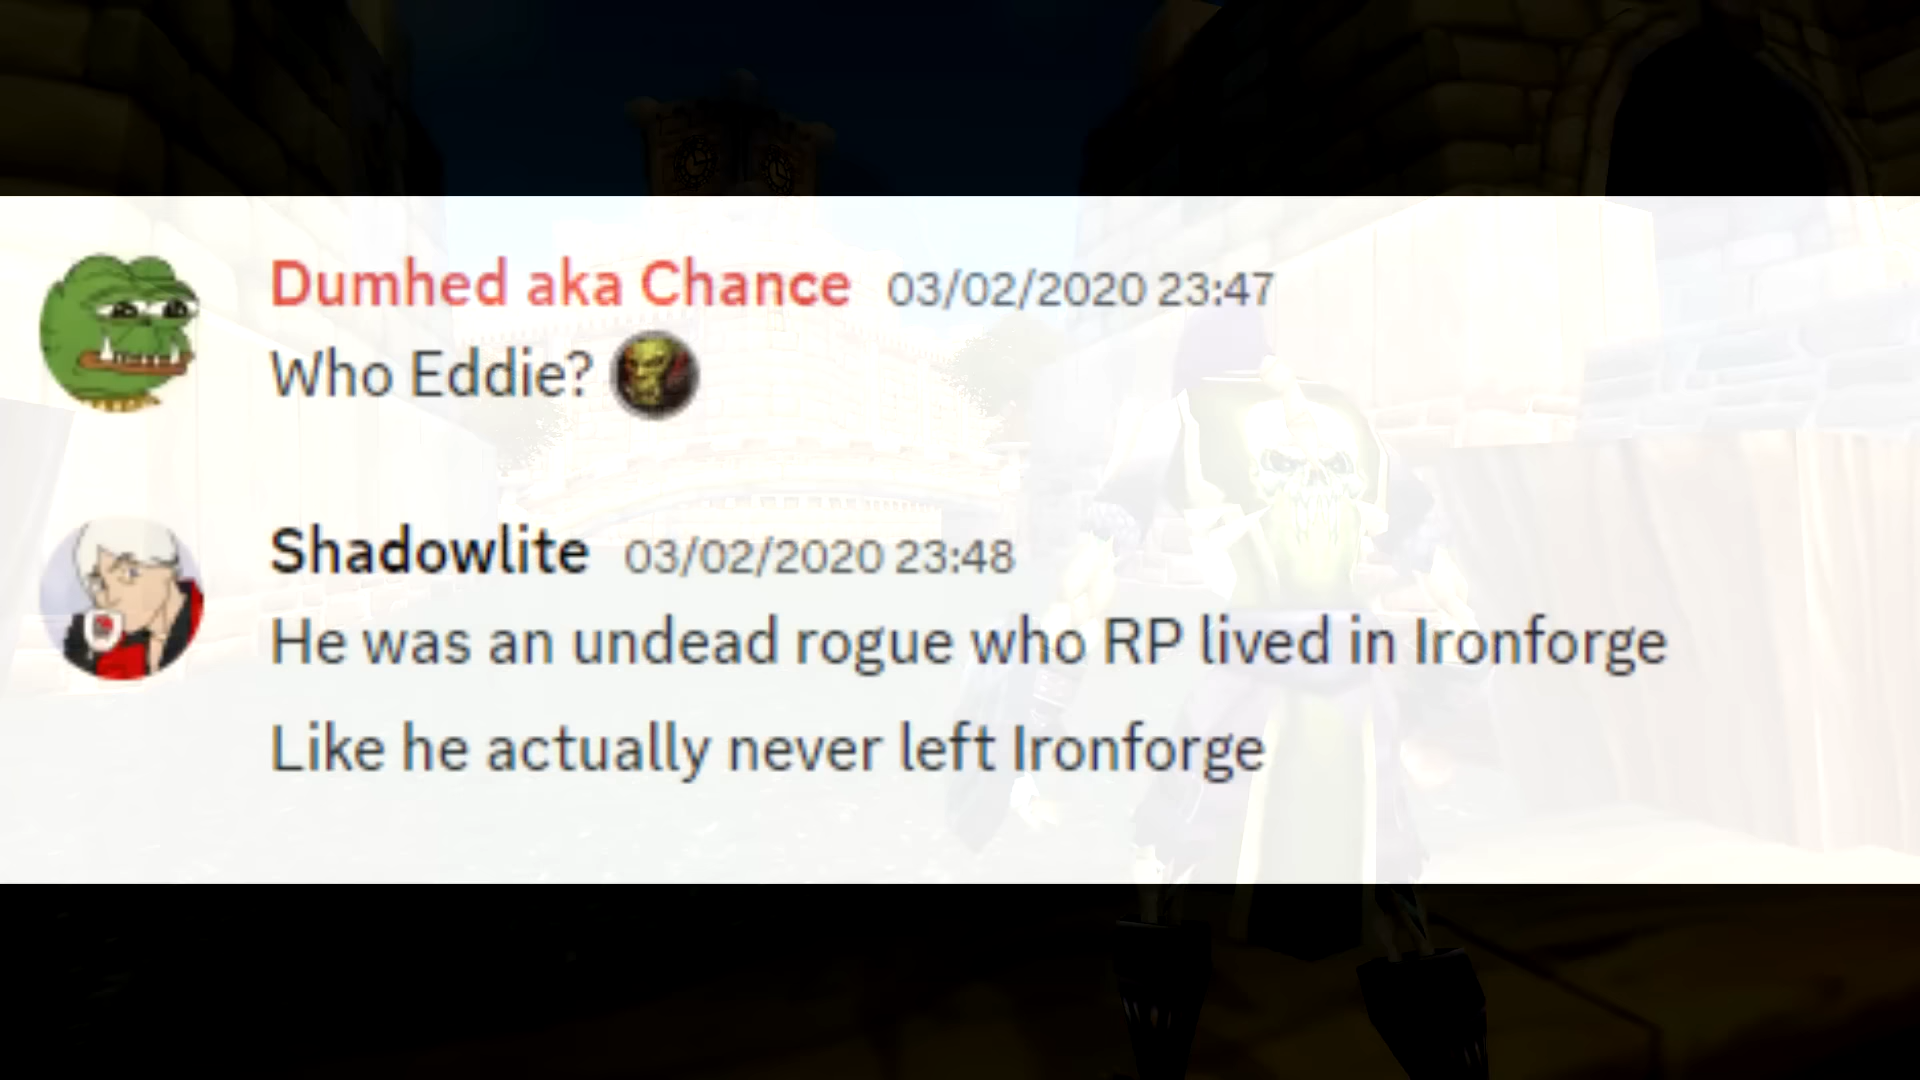 Dumhed aka Chance 03/02/2020 23:47
Who Eddie?
Shadowlite 03/02/2020 23:48
He was an undead rogue who RP lived in Ironforge
Like he actually never left Ironforge